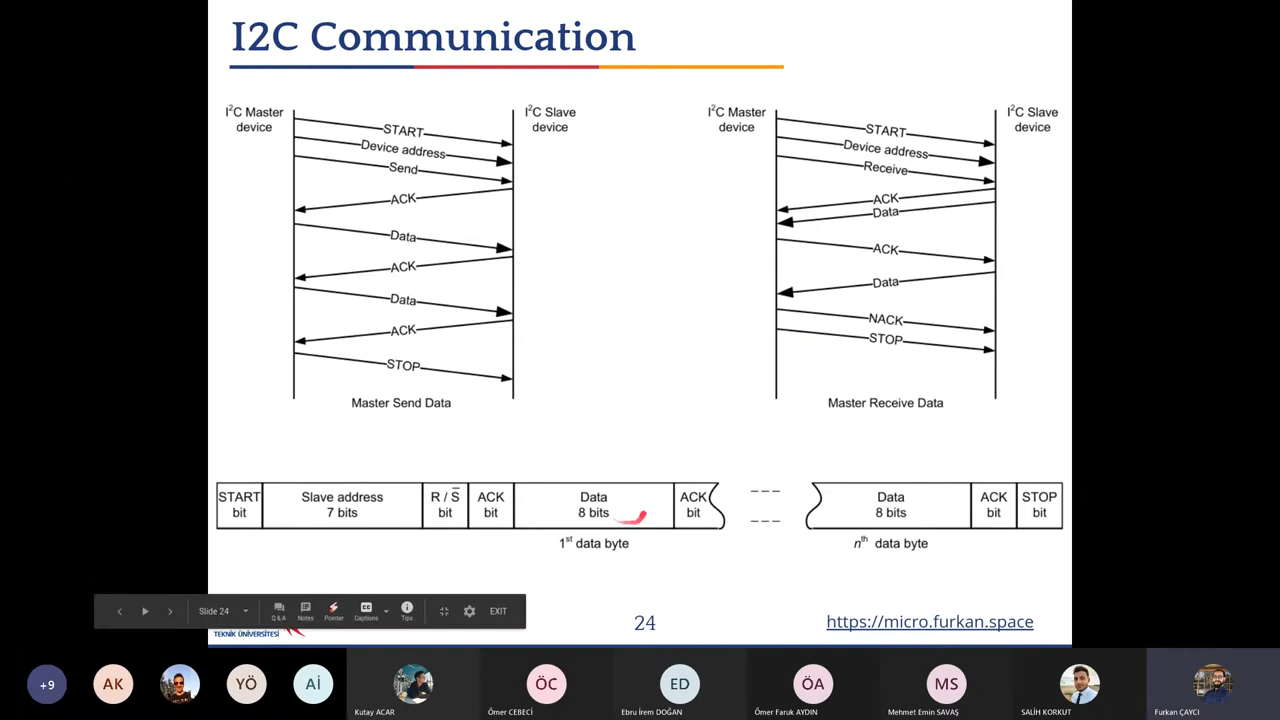 I2C Communication
I²C Master
device
I²C Slave
device
START
Device address
Send
ACK
Data
ACK
Data
ACK
STOP
Master Send Data
I²C Master
device
I²C Slave
device
START
Device address
Receive
ACK
Data
ACK
Data
NACK
STOP
Master Receive Data
START
bit
Slave address
7 bits
R / S̅
bit
ACK
bit
Data
8 bits
ACK
bit
Data
8 bits
ACK
bit
STOP
bit
1st data byte
nth data byte
Slide 24
Q & A
Notes
Pointer
Captions
Tips
EXIT
TEKNİK ÜNİVERSİTESİ
24
https://micro.furkan.space
+9
AK
YÖ
Aİ
ÖC
ED
ÖA
MS
Kutay ACAR
Ömer CEBECİ
Ebru İrem DOĞAN
Ömer Faruk AYDIN
Mehmet Emin SAVAŞ
SALİH KORKUT
Furkan ÇAYCI